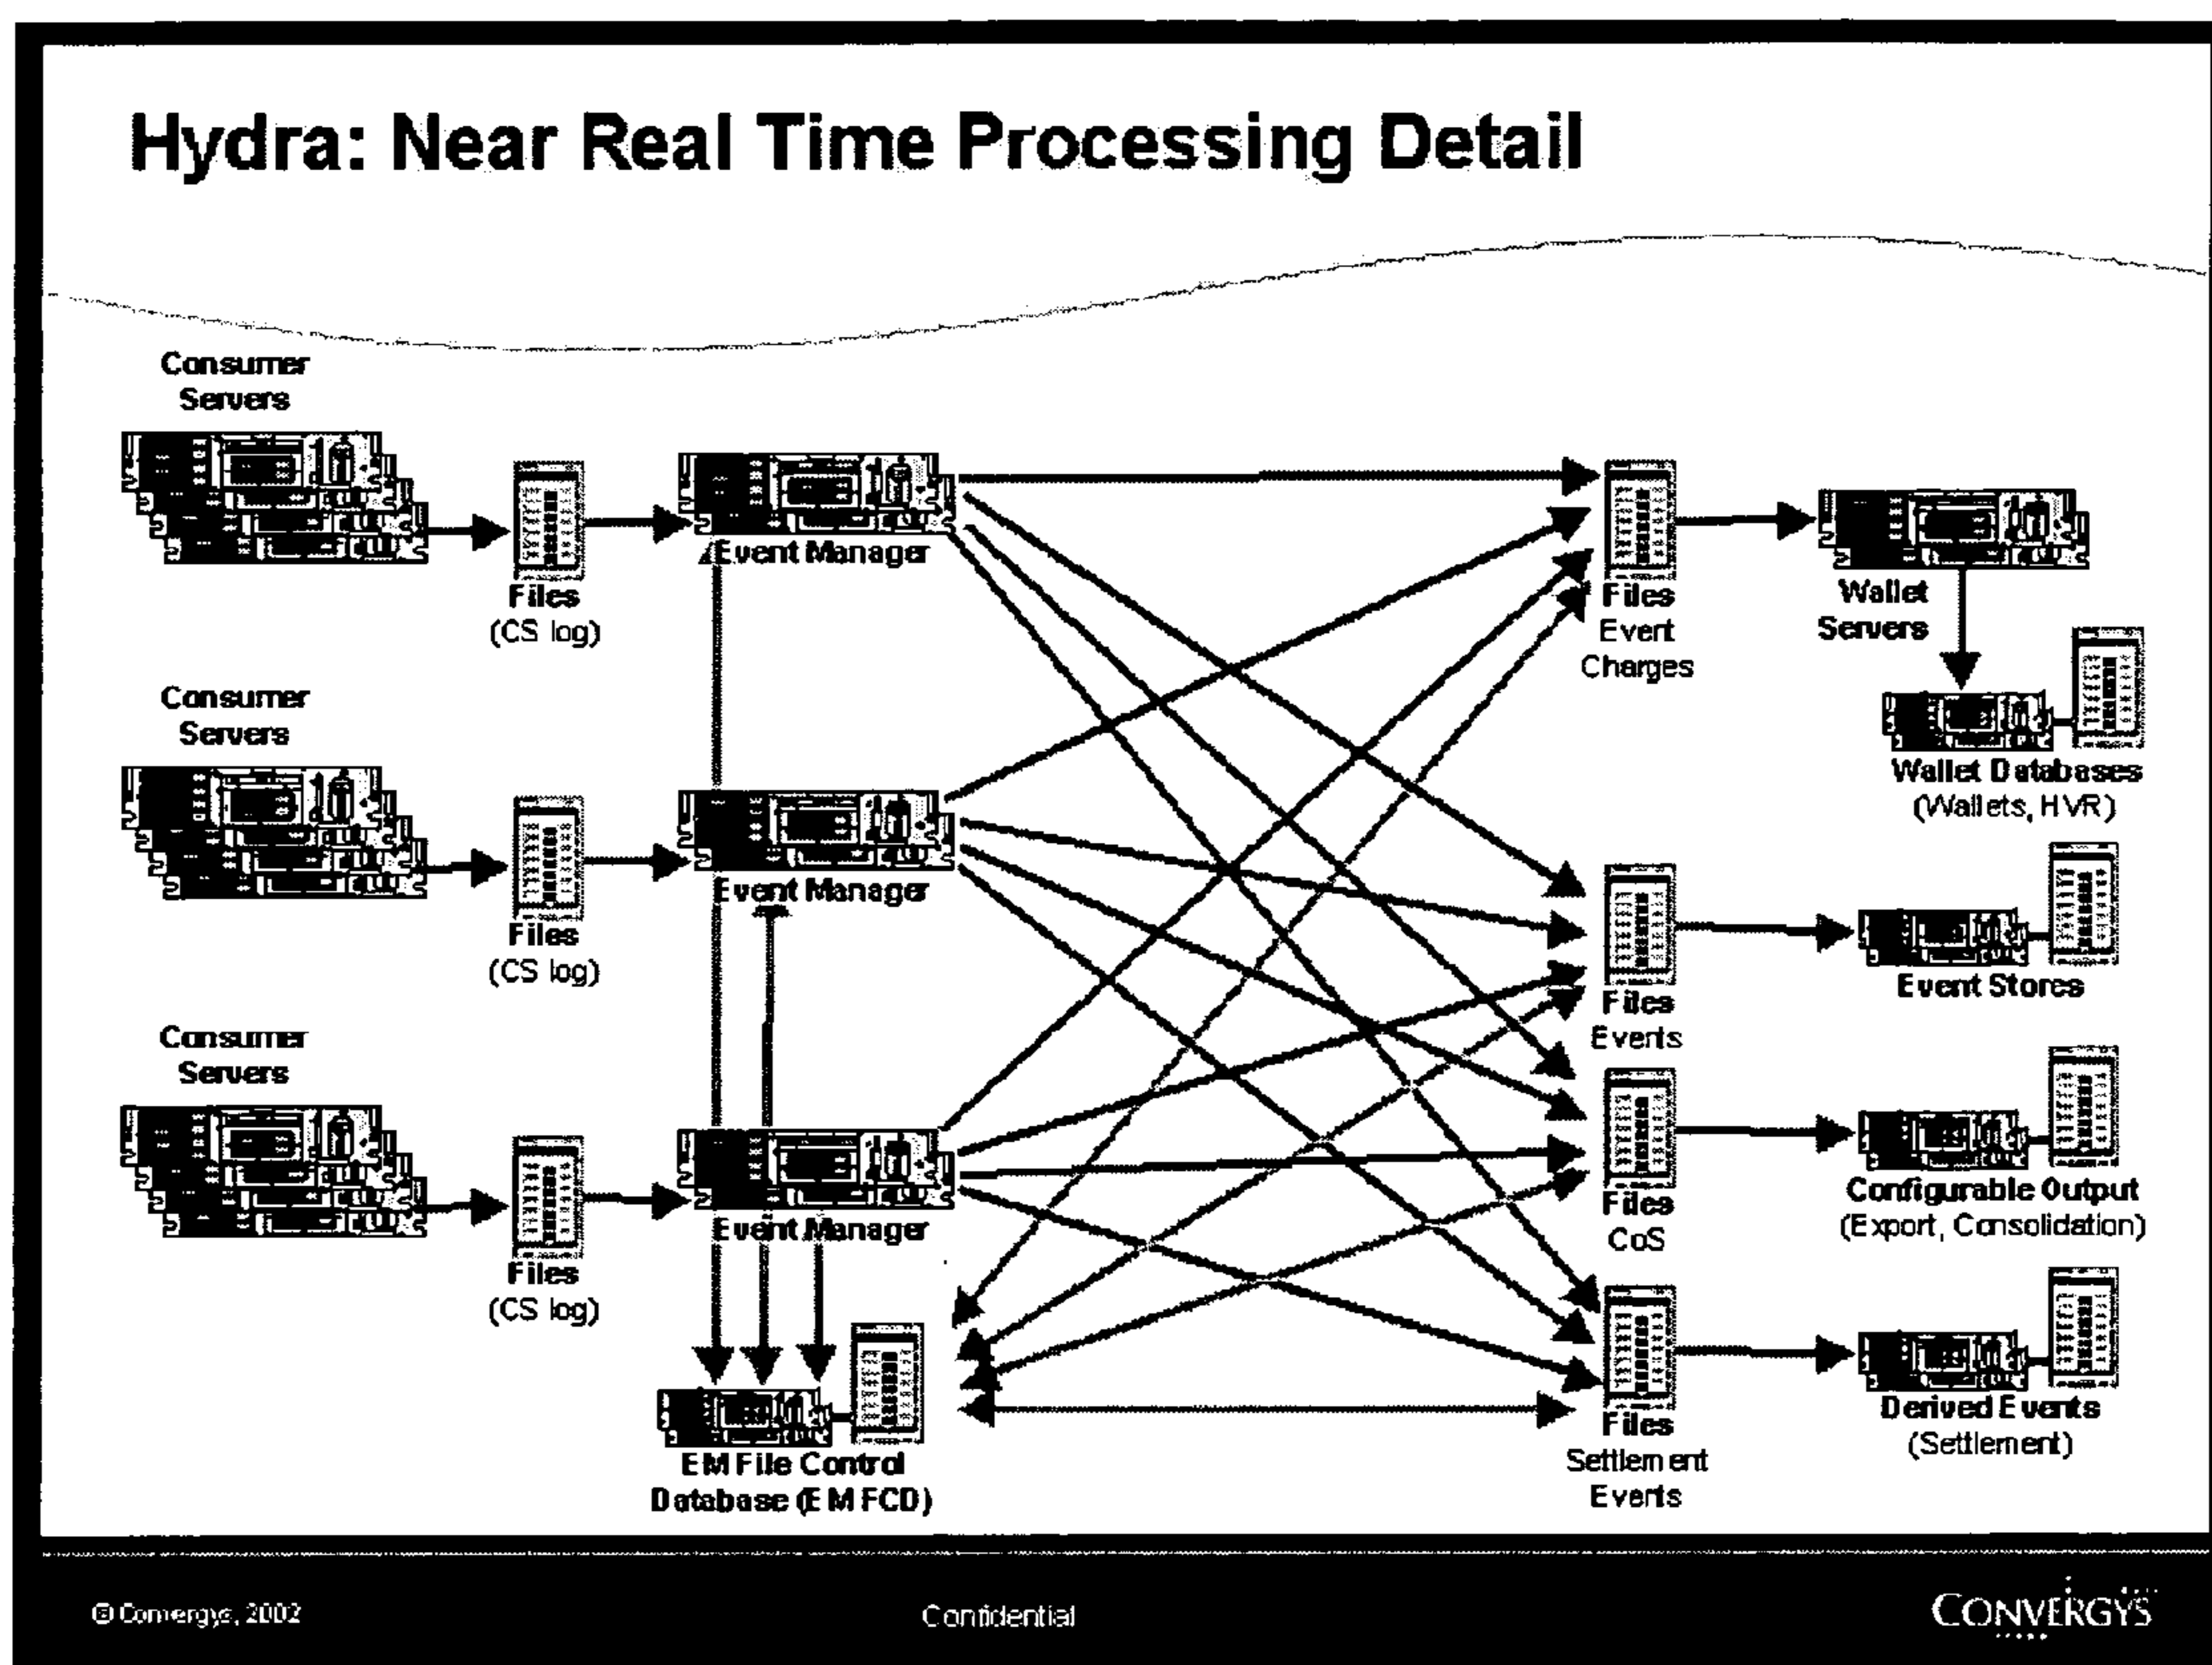 Hydra: Near Real Time Processing Detail
Consumer
Servers
Files
(CS log)
Event Manager
Files
Event
Charges
Wallet
Servers
Wallet Databases
(Wallets, HVR)
Consumer
Servers
Files
(CS log)
Event Manager
Files
Events
Event Stores
Consumer
Servers
Files
(CS log)
Event Manager
Files
CoS
Configurable Output
(Export, Consolidation)
EM File Control
Database (EM FCD)
Files
Settlement
Events
Derived Events
(Settlement)
© Convergys, 2002
Confidential
CONVERGYS